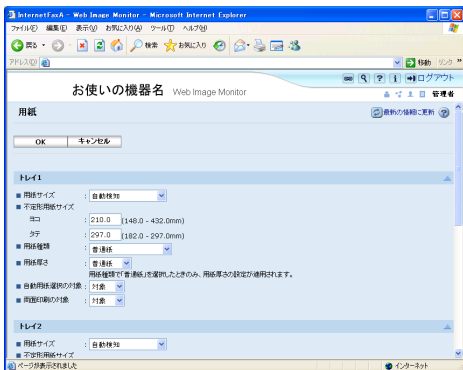 InternetFaxA - Web Image Monitor - Microsoft Internet Explorer
ファイル(F) 編集(E) 表示(V) お気に入り(A) ツール(T) ヘルプ(H)
戻る 検索 お気に入り
アドレス(D) 移動 リンク »
ログアウト
お使いの機器名 Web Image Monitor
管理者
用紙 最新の情報に更新
OK キャンセル
トレイ1
用紙サイズ : 自動検知
不定形用紙サイズ
ヨコ : 210.0 (148.0 - 432.0mm)
タテ : 297.0 (182.0 - 297.0mm)
用紙種類 : 普通紙
用紙厚さ : 普通紙
用紙種類で「普通紙」を選択したときのみ、用紙厚さの設定が適用されます。
自動用紙選択の対象 : 対象
両面印刷の対象 : 対象
トレイ2
用紙サイズ : 自動検知
不定形用紙サイズ
ページが表示されました インターネット